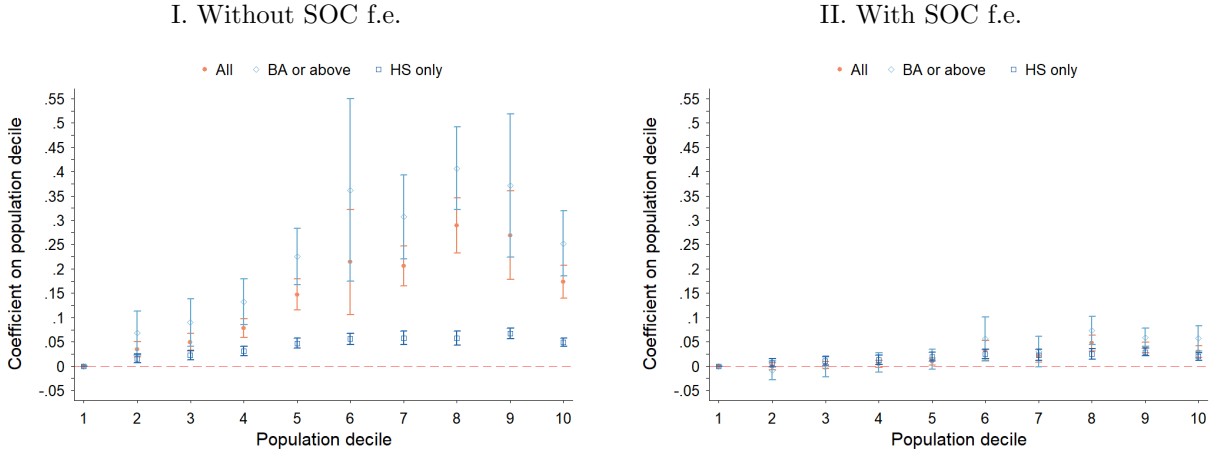 I. Without SOC f.e.
All BA or above HS only
Coefficient on population decile
.55
.5
.45
.4
.35
.3
.25
.2
.15
.1
.05
0
-.05
1 2 3 4 5 6 7 8 9 10
Population decile
II. With SOC f.e.
All BA or above HS only
Coefficient on population decile
.55
.5
.45
.4
.35
.3
.25
.2
.15
.1
.05
0
-.05
1 2 3 4 5 6 7 8 9 10
Population decile